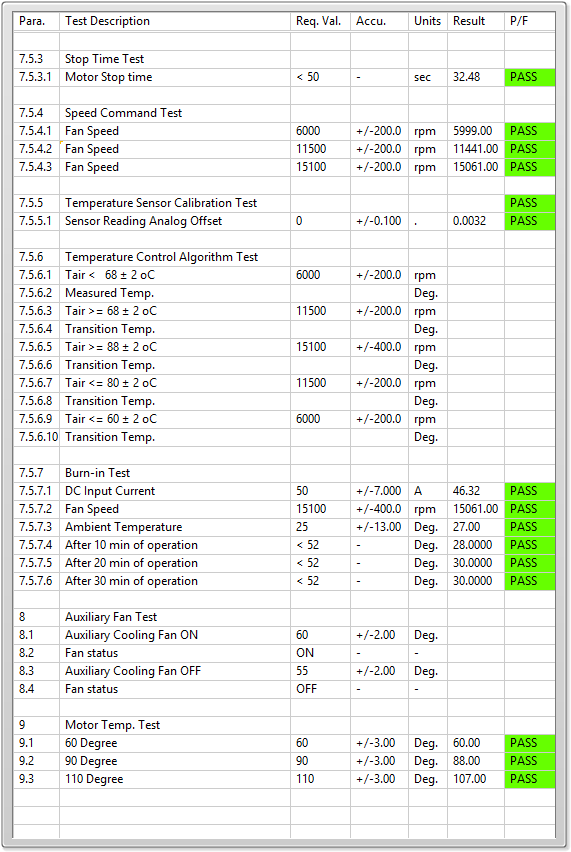 Para. Test Description Req. Val. Accu. Units Result P/F
7.5.3 Stop Time Test
7.5.3.1 Motor Stop time < 50 - sec 32.48 PASS
7.5.4 Speed Command Test
7.5.4.1 Fan Speed 6000 +/-200.0 rpm 5999.00 PASS
7.5.4.2 Fan Speed 11500 +/-200.0 rpm 11441.00 PASS
7.5.4.3 Fan Speed 15100 +/-200.0 rpm 15061.00 PASS
7.5.5 Temperature Sensor Calibration Test PASS
7.5.5.1 Sensor Reading Analog Offset 0 +/-0.100 . 0.0032 PASS
7.5.6 Temperature Control Algorithm Test
7.5.6.1 Tair < 68 ± 2 oC 6000 +/-200.0 rpm
7.5.6.2 Measured Temp. Deg.
7.5.6.3 Tair >= 68 ± 2 oC 11500 +/-200.0 rpm
7.5.6.4 Transition Temp. Deg.
7.5.6.5 Tair >= 88 ± 2 oC 15100 +/-400.0 rpm
7.5.6.6 Transition Temp. Deg.
7.5.6.7 Tair <= 80 ± 2 oC 11500 +/-200.0 rpm
7.5.6.8 Transition Temp. Deg.
7.5.6.9 Tair <= 60 ± 2 oC 6000 +/-200.0 rpm
7.5.6.10 Transition Temp. Deg.
7.5.7 Burn-in Test
7.5.7.1 DC Input Current 50 +/-7.000 A 46.32 PASS
7.5.7.2 Fan Speed 15100 +/-400.0 rpm 15061.00 PASS
7.5.7.3 Ambient Temperature 25 +/-13.00 Deg. 27.00 PASS
7.5.7.4 After 10 min of operation < 52 - Deg. 28.0000 PASS
7.5.7.5 After 20 min of operation < 52 - Deg. 30.0000 PASS
7.5.7.6 After 30 min of operation < 52 - Deg. 30.0000 PASS
8 Auxiliary Fan Test
8.1 Auxiliary Cooling Fan ON 60 +/-2.00 Deg.
8.2 Fan status ON - -
8.3 Auxiliary Cooling Fan OFF 55 +/-2.00 Deg.
8.4 Fan status OFF - -
9 Motor Temp. Test
9.1 60 Degree 60 +/-3.00 Deg. 60.00 PASS
9.2 90 Degree 90 +/-3.00 Deg. 88.00 PASS
9.3 110 Degree 110 +/-3.00 Deg. 107.00 PASS